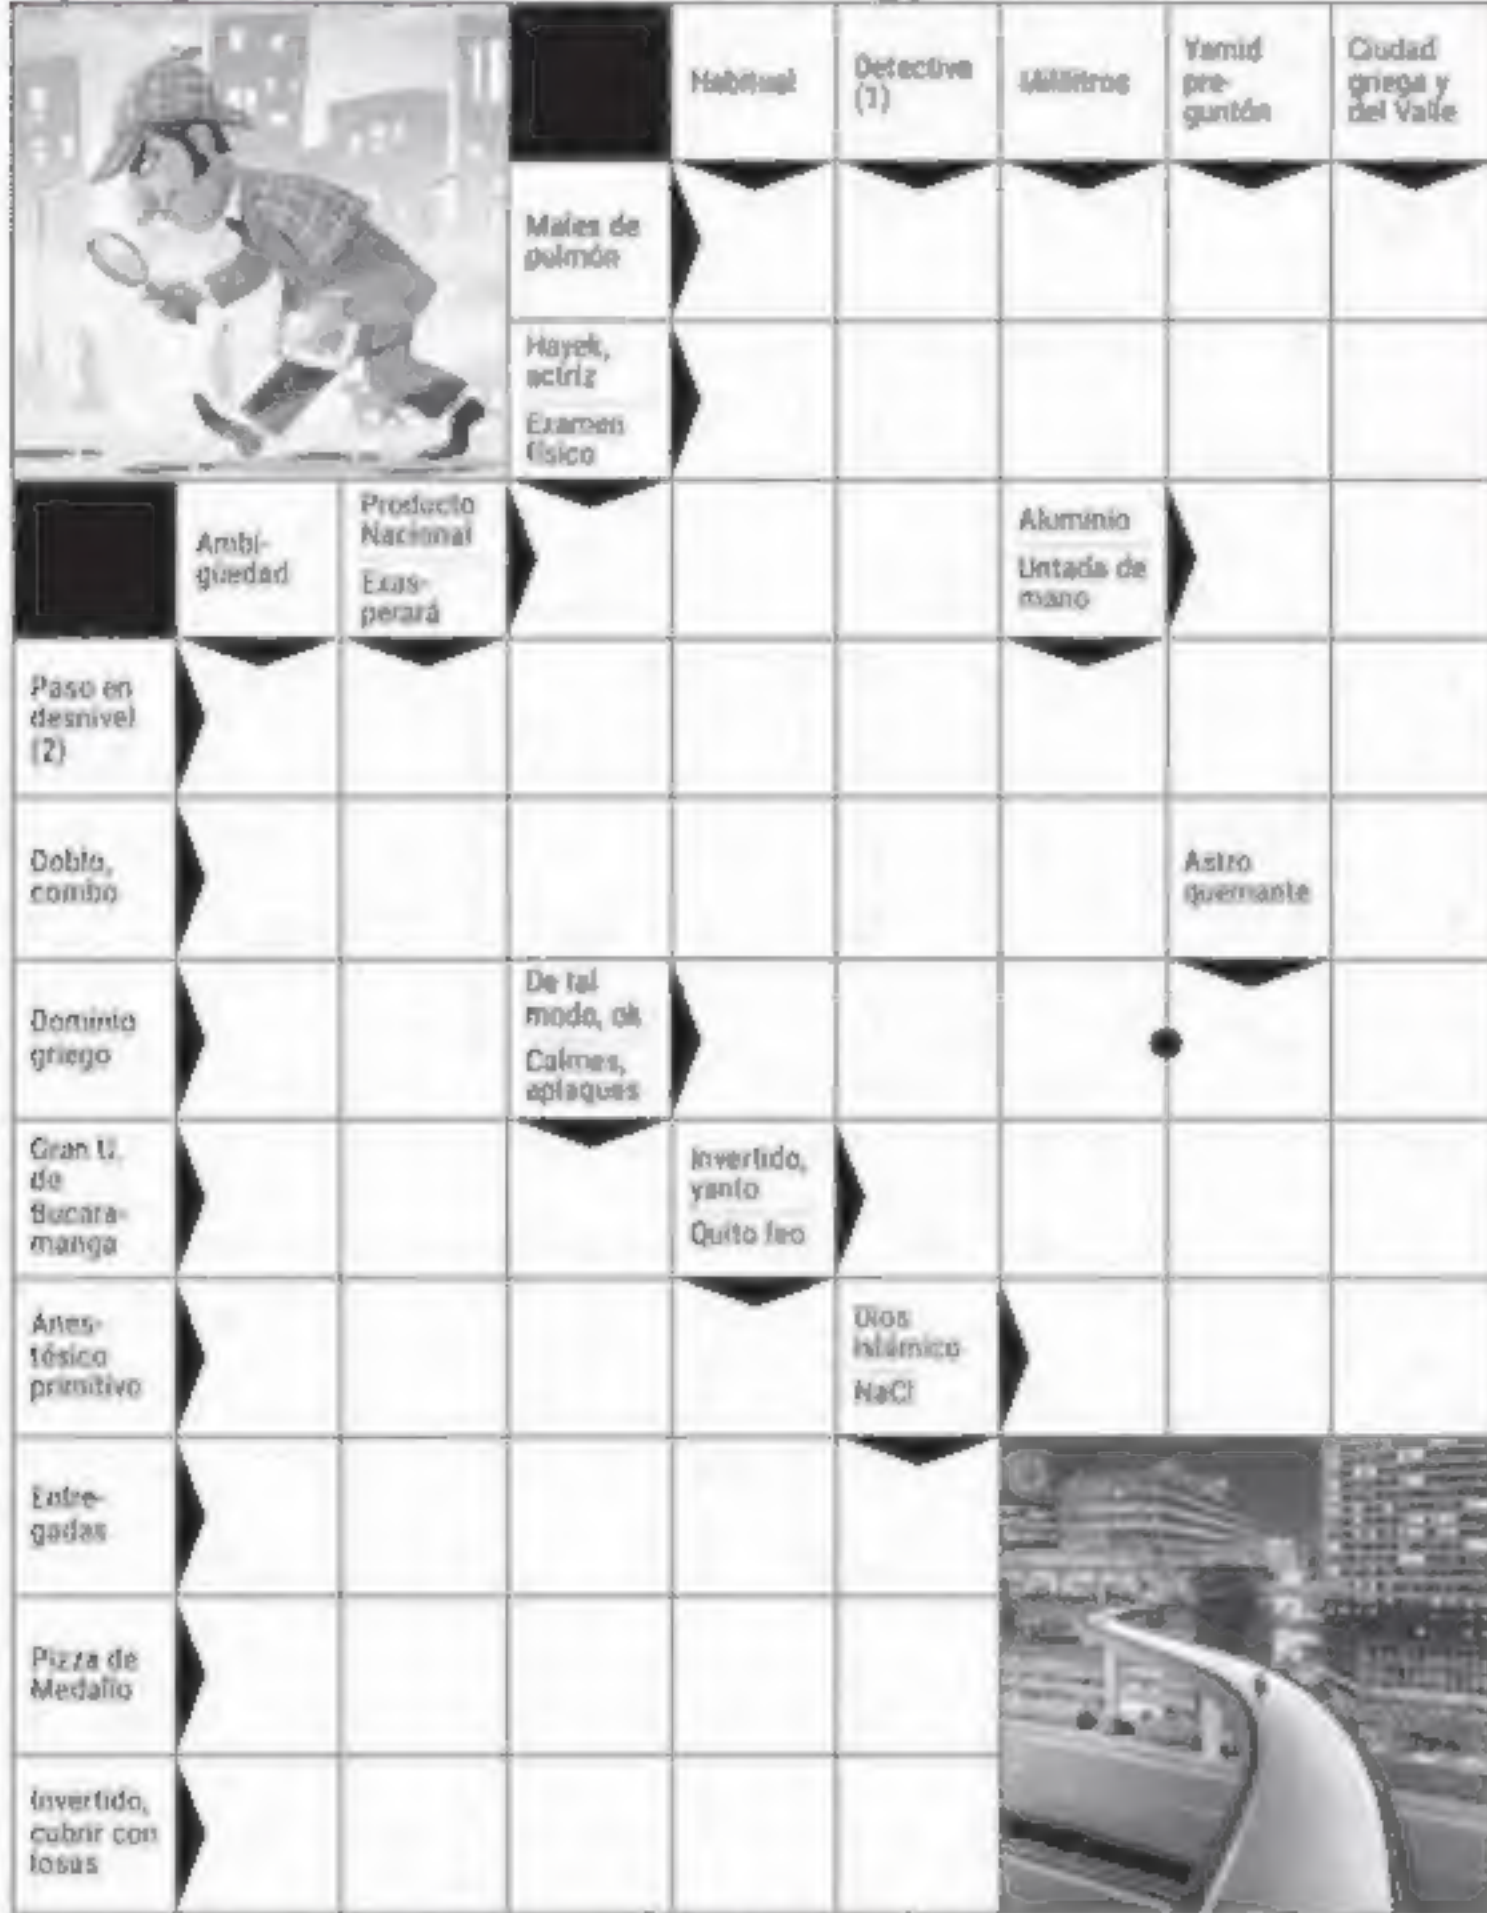 Habitual
Detective
(1)
Mililitros
Yamid
pre-
guntón
Ciudad
griega y
del Valle
Males de
pulmón
Hayek,
actriz
Examen
físico
Ambi-
güedad
Producto
Nacional
Exas-
perará
Aluminio
Untada de
mano
Paso en
desnivel
(2)
Doblo,
combo
Astro
quemante
Dominio
griego
De tal
modo, ok
Calmes,
aplaques
Gran U.
de
Bucara-
manga
Invertido,
yanto
Quito feo
Anes-
tésico
primitivo
Dios
islámico
NaCl
Entre-
gadas
Pizza de
Medallo
Invertido,
cubrir con
losas